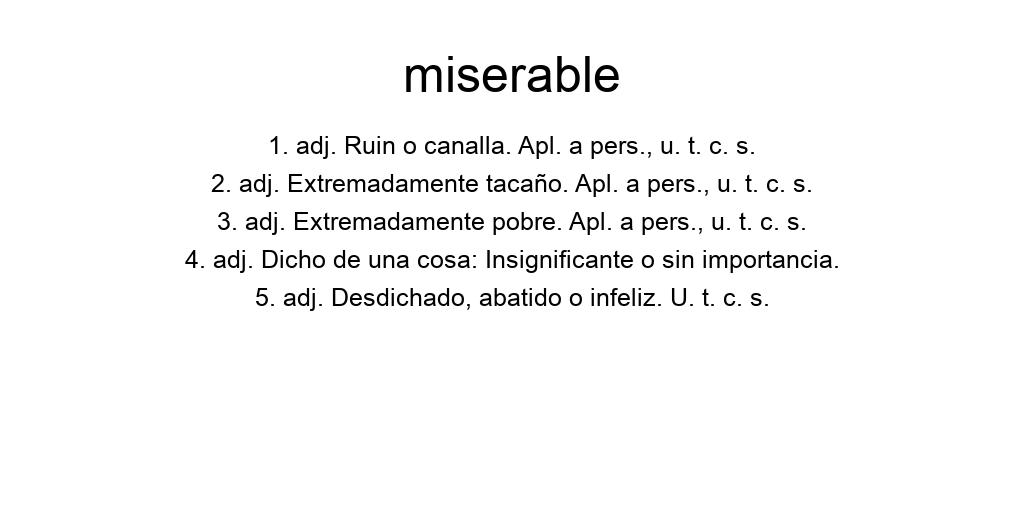 miserable
1. adj. Ruin o canalla. Apl. a pers., u. t. c. s.
2. adj. Extremadamente tacaño. Apl. a pers., u. t. c. s.
3. adj. Extremadamente pobre. Apl. a pers., u. t. c. s.
4. adj. Dicho de una cosa: Insignificante o sin importancia.
5. adj. Desdichado, abatido o infeliz. U. t. c. s.